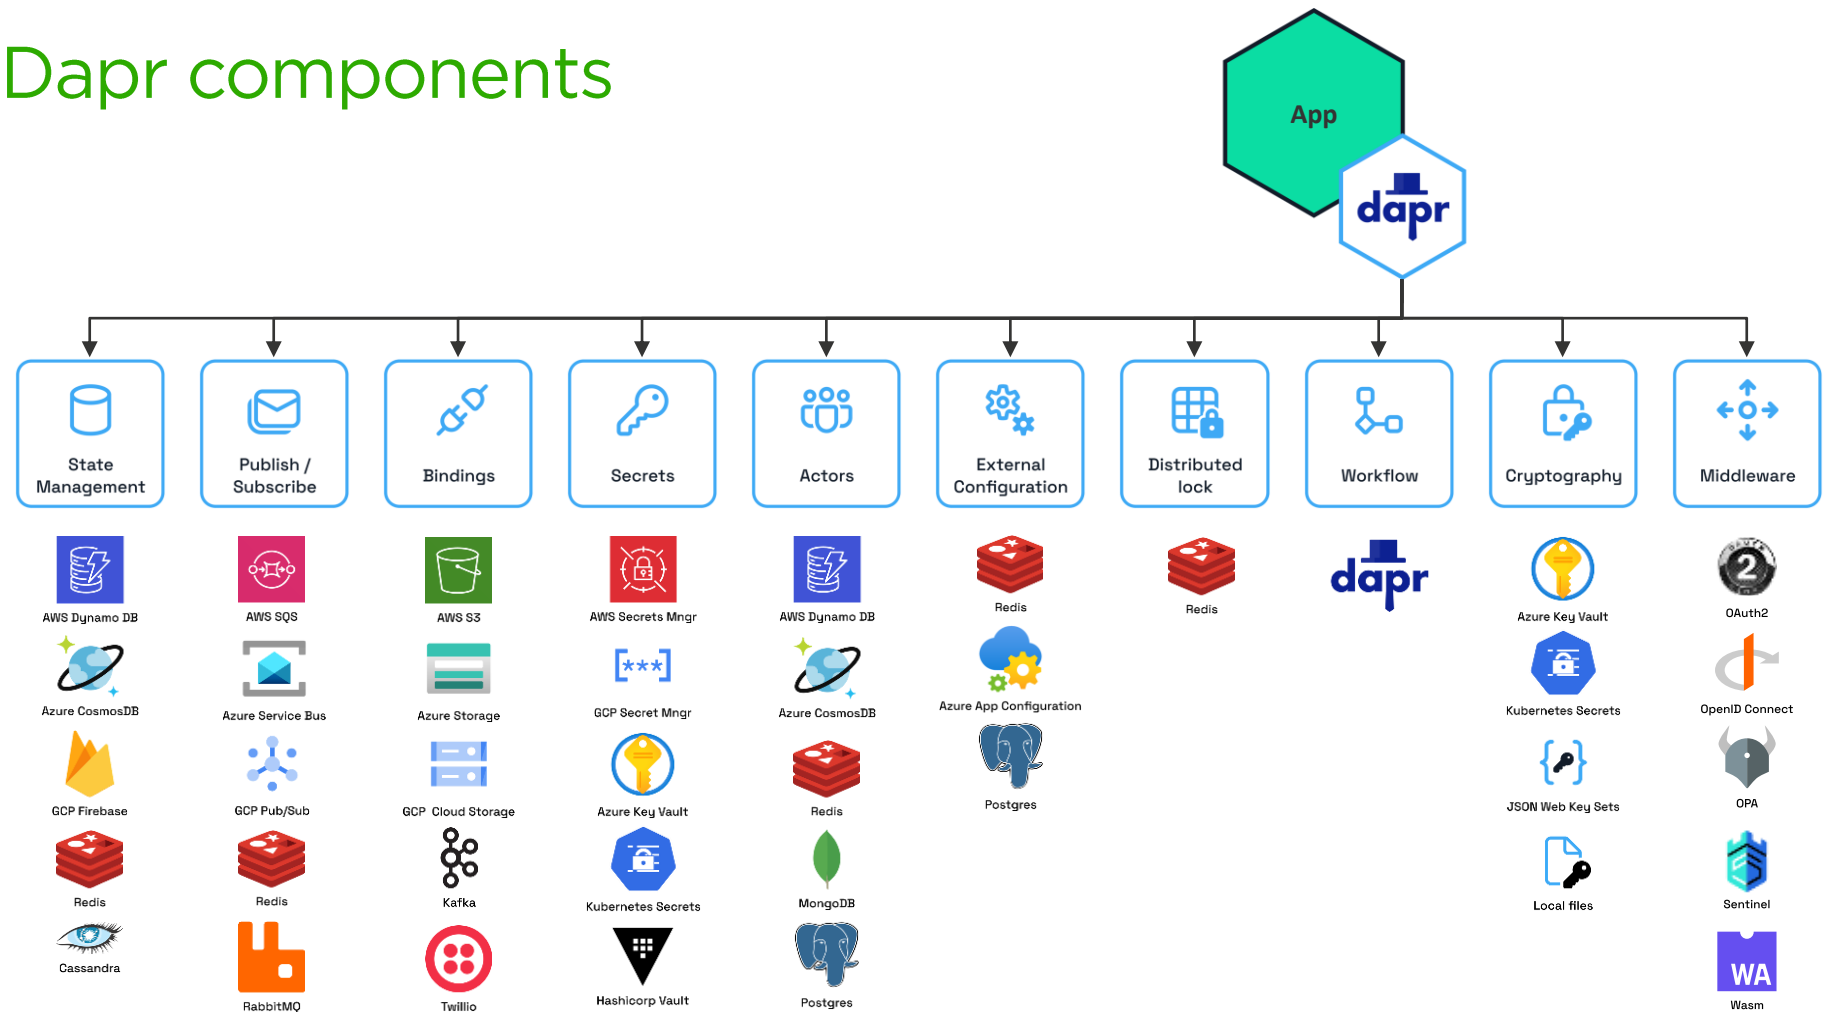 Dapr components
App
dapr
State
Management
Publish /
Subscribe
Bindings
Secrets
Actors
External
Configuration
Distributed
lock
Workflow
Cryptography
Middleware
AWS Dynamo DB
Azure CosmosDB
GCP Firebase
Redis
Cassandra
AWS SQS
Azure Service Bus
GCP Pub/Sub
Redis
RabbitMQ
AWS S3
Azure Storage
GCP Cloud Storage
Kafka
Twillio
AWS Secrets Mngr
[***]
GCP Secret Mngr
Azure Key Vault
Kubernetes Secrets
Hashicorp Vault
AWS Dynamo DB
Azure CosmosDB
Redis
MongoDB
Postgres
Redis
Azure App Configuration
Postgres
Redis
dapr
Azure Key Vault
Kubernetes Secrets
JSON Web Key Sets
Local files
OAUTH
2
OAuth2
OpenID Connect
OPA
Sentinel
WA
Wasm